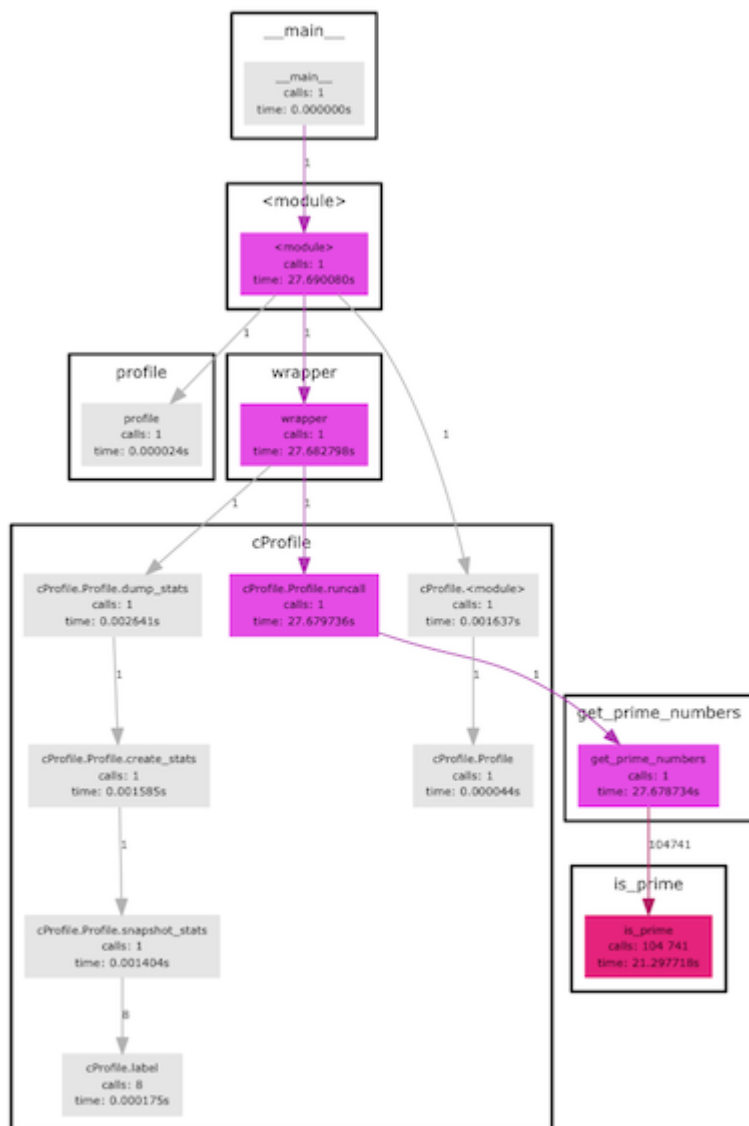 __main__
__main__
calls: 1
time: 0.000000s
1
<module>
<module>
calls: 1
time: 27.690080s
1
1
1
profile
profile
calls: 1
time: 0.000024s
wrapper
wrapper
calls: 1
time: 27.682798s
1
1
cProfile
cProfile.Profile.dump_stats
calls: 1
time: 0.002641s
cProfile.Profile.runcall
calls: 1
time: 27.679736s
cProfile.<module>
calls: 1
time: 0.001637s
1
1
1
cProfile.Profile.create_stats
calls: 1
time: 0.001585s
cProfile.Profile
calls: 1
time: 0.000044s
get_prime_numbers
get_prime_numbers
calls: 1
time: 27.678734s
1
104741
cProfile.Profile.snapshot_stats
calls: 1
time: 0.001404s
is_prime
is_prime
calls: 104 741
time: 21.297718s
8
cProfile.label
calls: 8
time: 0.000175s